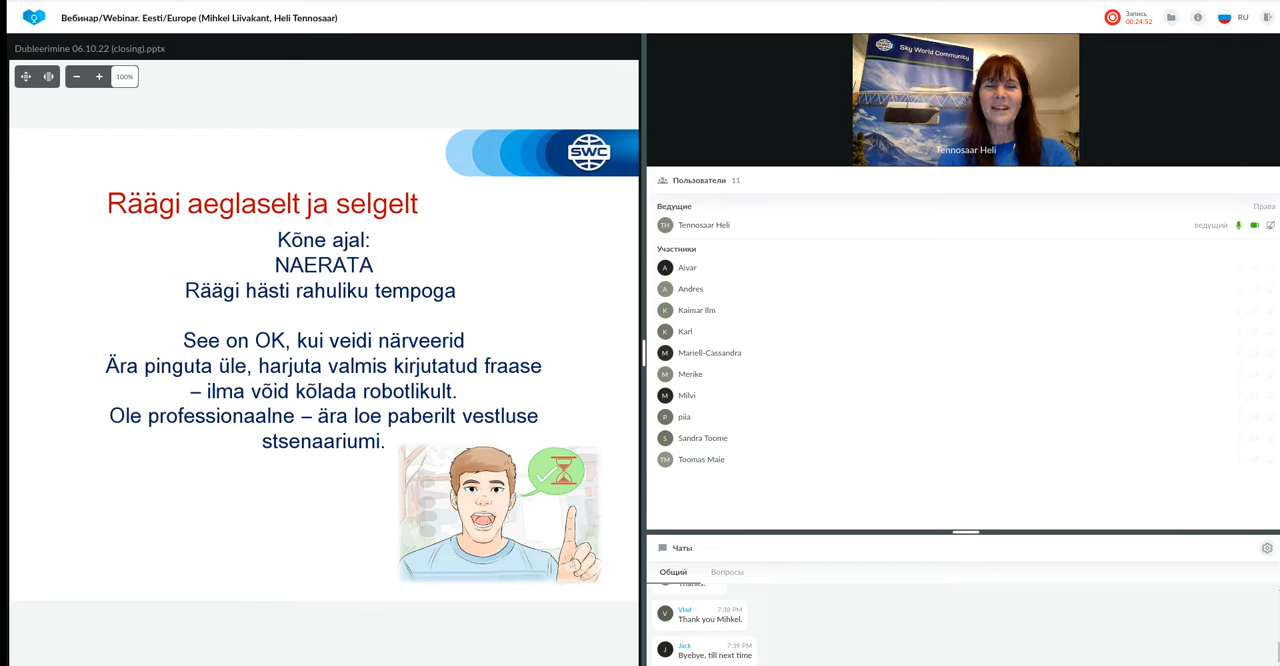 Вебинар/Webinar. Eesti/Europe (Mihkel Liivakant, Heli Tennosaar)
Запись
00:24:52
RU
Dubleerimine 06.10.22 (closing).pptx
100%
SWC
Räägi aeglaselt ja selgelt
Kõne ajal:
NAERATA
Räägi hästi rahuliku tempoga
See on OK, kui veidi närveerid
Ära pinguta üle, harjuta valmis kirjutatud fraase
– ilma võid kõlada robotlikult.
Ole professionaalne – ära loe paberilt vestluse
stsenaariumi.
Sky World Community
Tennosaar Heli
Пользователи 11
Ведущие Права
TH Tennosaar Heli ведущий
Участники
A Aivar
A Andres
K Kaimar Ilm
K Karl
M Mariell-Cassandra
M Merike
M Milvi
P piia
S Sandra Toome
TM Toomas Maie
Чаты
Общий Вопросы
Thanks.
V Vlad 7:38 PM
Thank you Mihkel.
J Jack 7:39 PM
Byebye, till next time